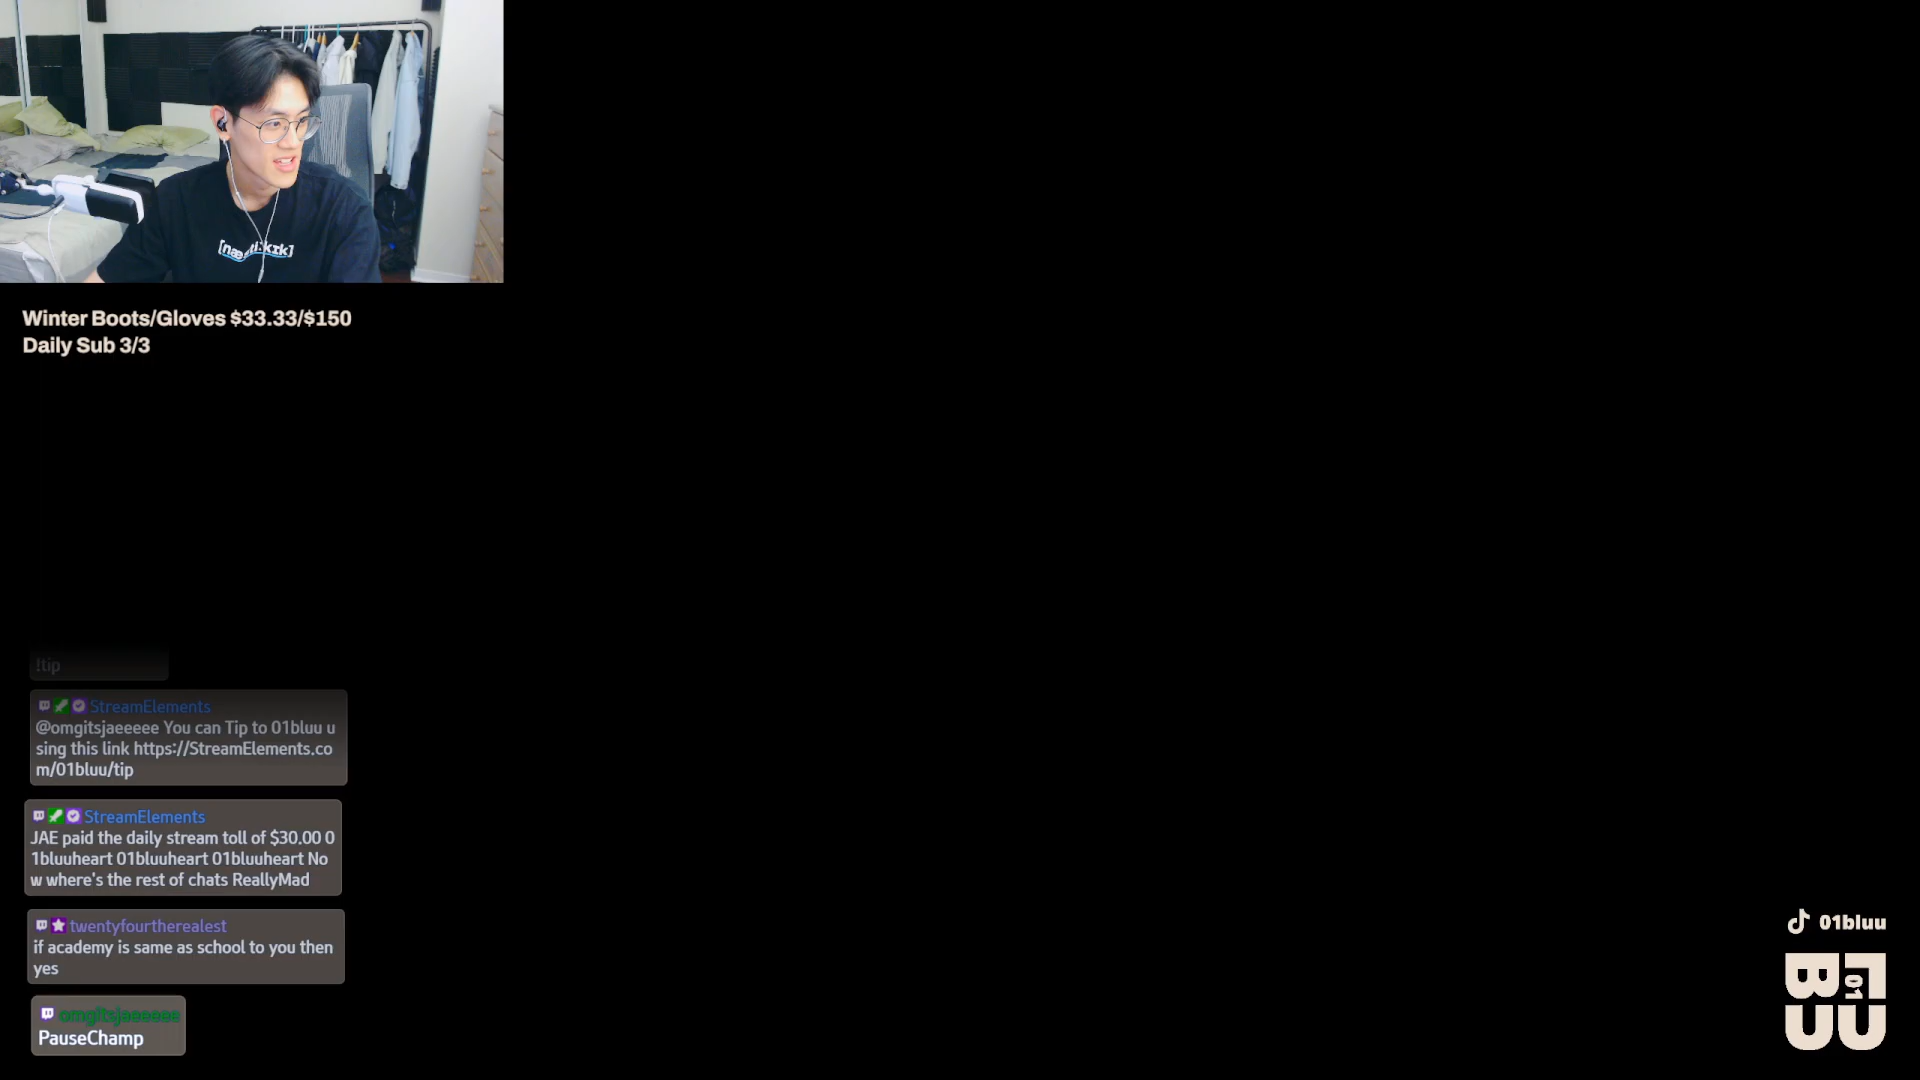 Winter Boots/Gloves $33.33/$150
Daily Sub 3/3
!tip
StreamElements
@omgitsjaeeeee You can Tip to 01bluu u
sing this link https://StreamElements.co
m/01bluu/tip
StreamElements
JAE paid the daily stream toll of $30.00 0
1bluuheart 01bluuheart 01bluuheart No
w where's the rest of chats ReallyMad
twentyfourtherealest
if academy is same as school to you then
yes
omgitsjaeeeee
PauseChamp
01bluu